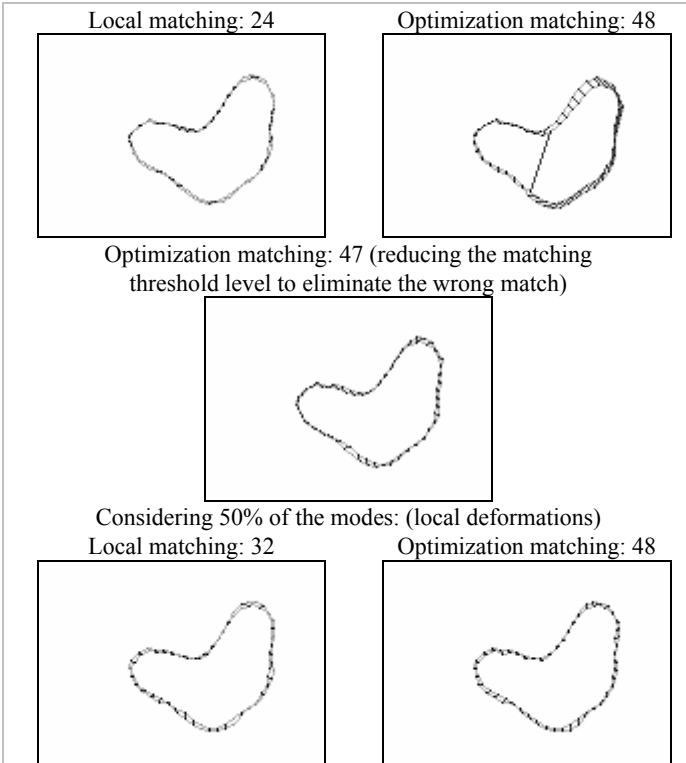 Local matching: 24
Optimization matching: 48
Optimization matching: 47 (reducing the matching
threshold level to eliminate the wrong match)
Considering 50% of the modes: (local deformations)
Local matching: 32
Optimization matching: 48